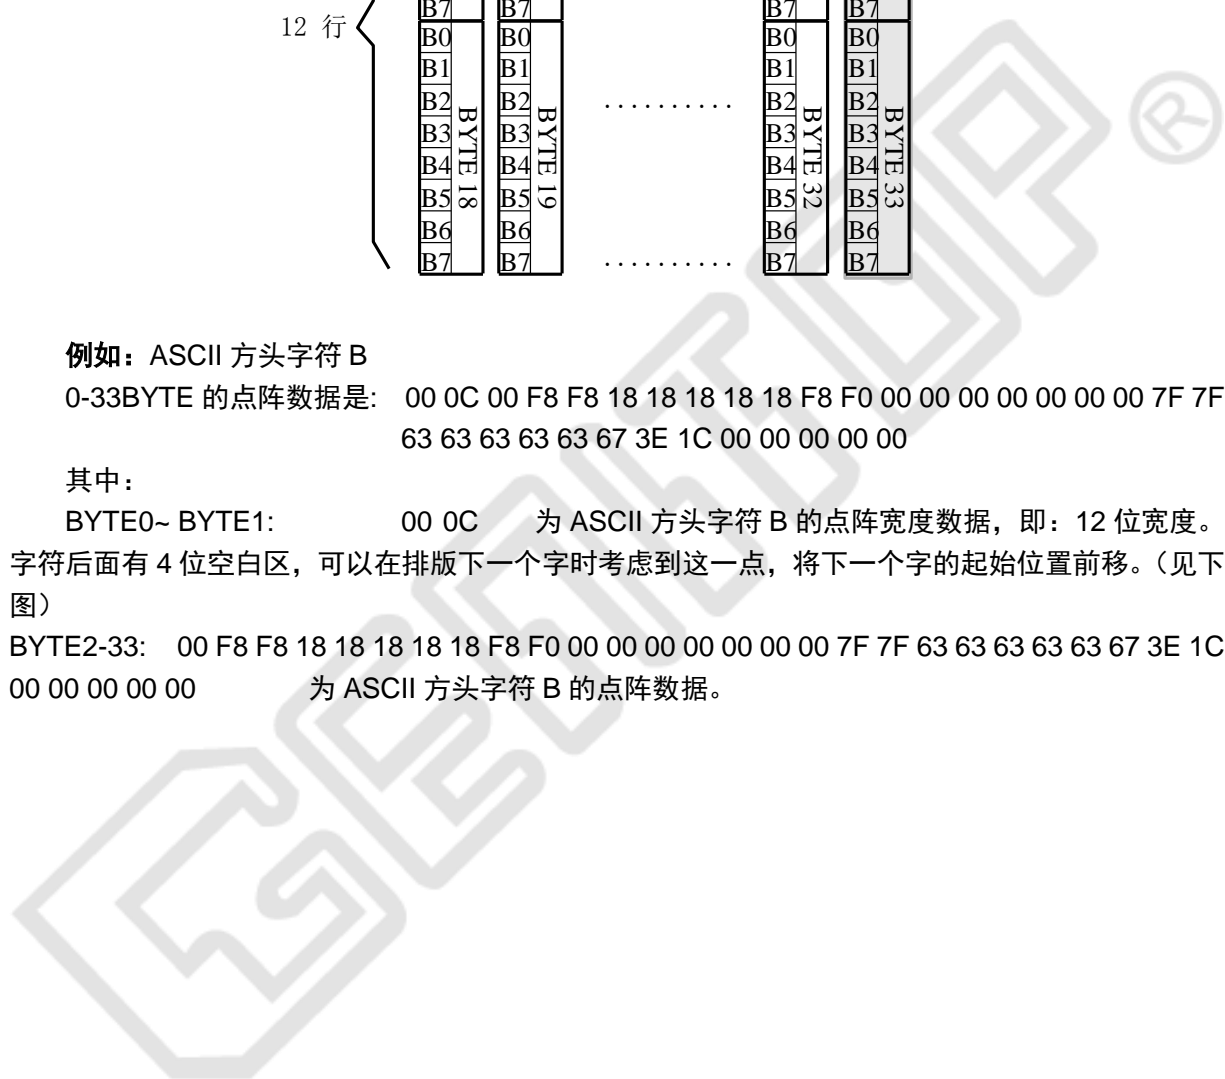 B7 B7 B7 B7
12 行
B0 B0 B0 B0
B1 B1 B1 B1
B2 B2 .......... B2 B2
B3 B3 B3 B3
B4 B4 B4 B4
B5 B5 B5 B5
B6 B6 B6 B6
B7 B7 .......... B7 B7
BYTE 18
BYTE 19
BYTE 32
BYTE 33
例如：ASCII 方头字符 B
0-33BYTE 的点阵数据是: 00 0C 00 F8 F8 18 18 18 18 18 F8 F0 00 00 00 00 00 00 00 7F 7F
63 63 63 63 63 67 3E 1C 00 00 00 00 00
其中：
BYTE0~ BYTE1: 00 0C 为 ASCII 方头字符 B 的点阵宽度数据，即：12 位宽度。
字符后面有 4 位空白区，可以在排版下一个字时考虑到这一点，将下一个字的起始位置前移。（见下
图）
BYTE2-33: 00 F8 F8 18 18 18 18 18 F8 F0 00 00 00 00 00 00 00 7F 7F 63 63 63 63 63 67 3E 1C
00 00 00 00 00 为 ASCII 方头字符 B 的点阵数据。
GENITOP®